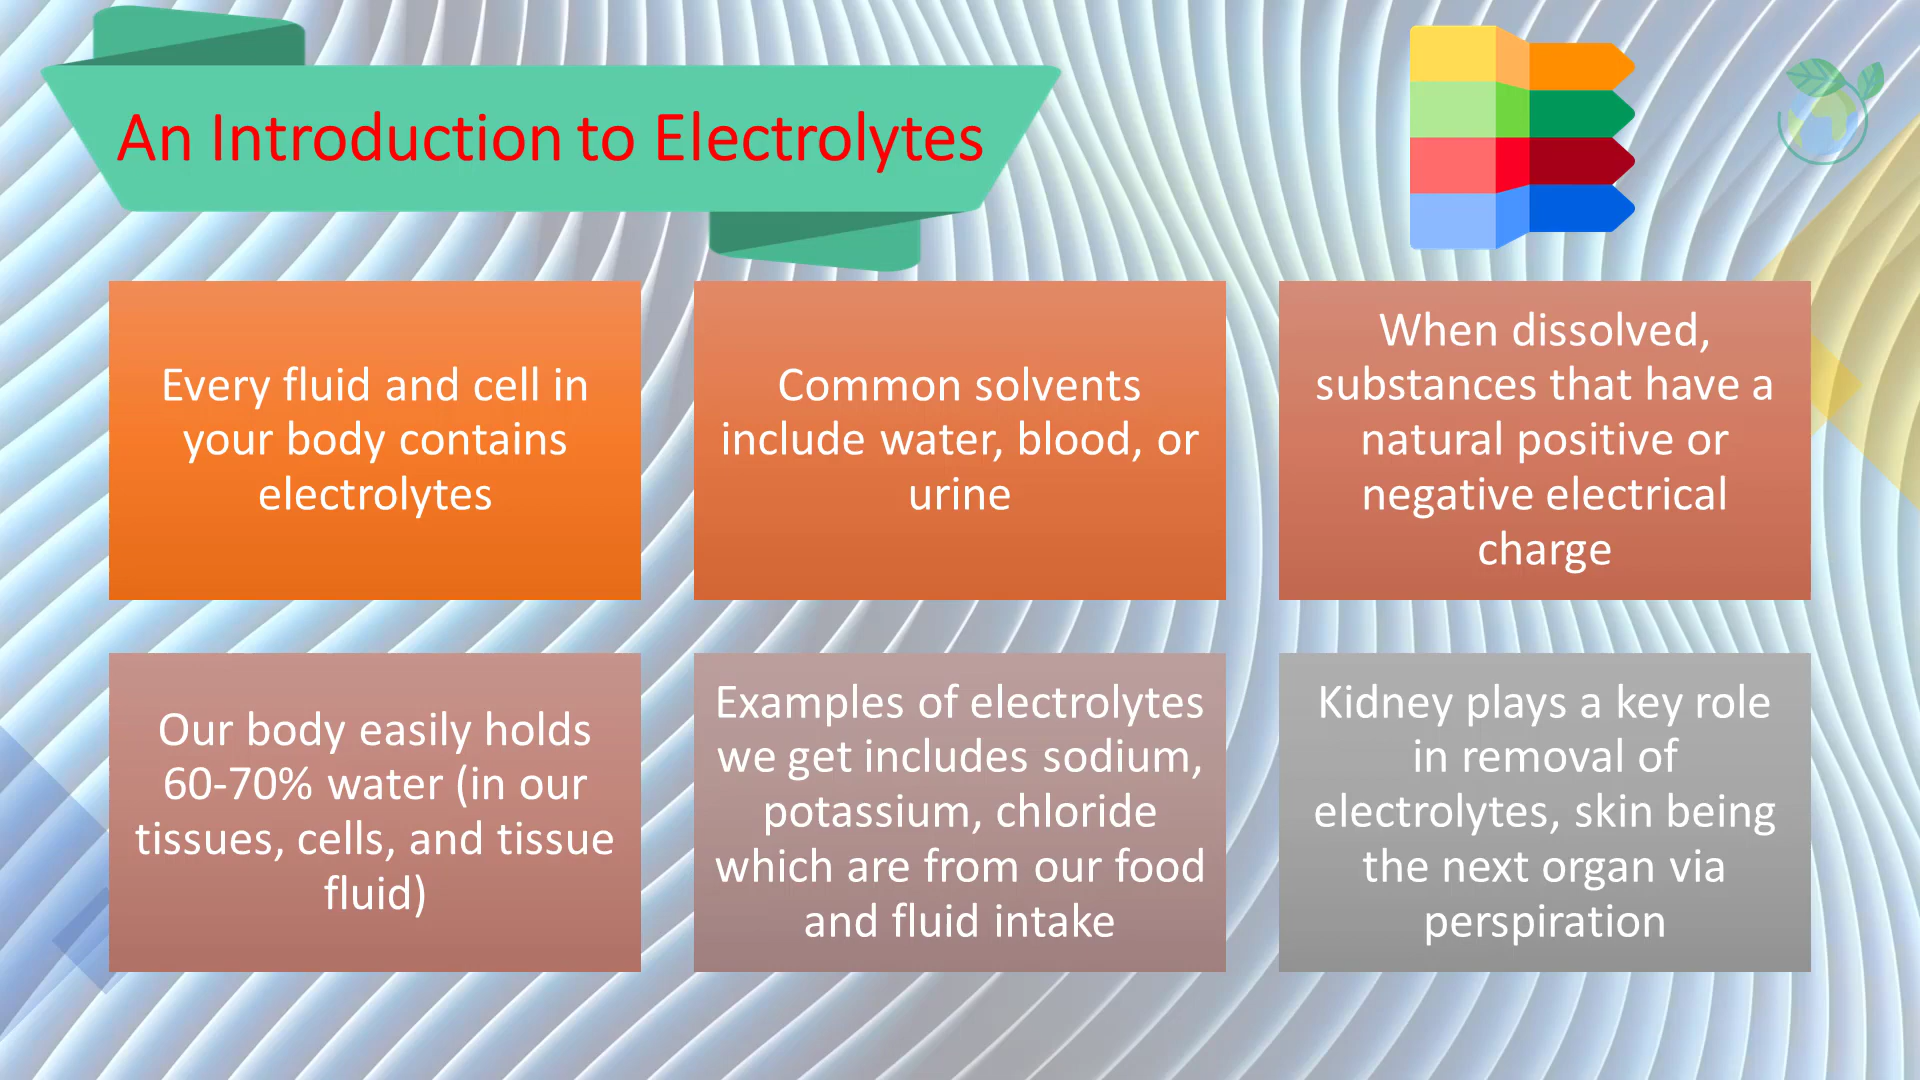 An Introduction to Electrolytes
Every fluid and cell in
your body contains
electrolytes
Common solvents
include water, blood, or
urine
When dissolved,
substances that have a
natural positive or
negative electrical
charge
Our body easily holds
60-70% water (in our
tissues, cells, and tissue
fluid)
Examples of electrolytes
we get includes sodium,
potassium, chloride
which are from our food
and fluid intake
Kidney plays a key role
in removal of
electrolytes, skin being
the next organ via
perspiration